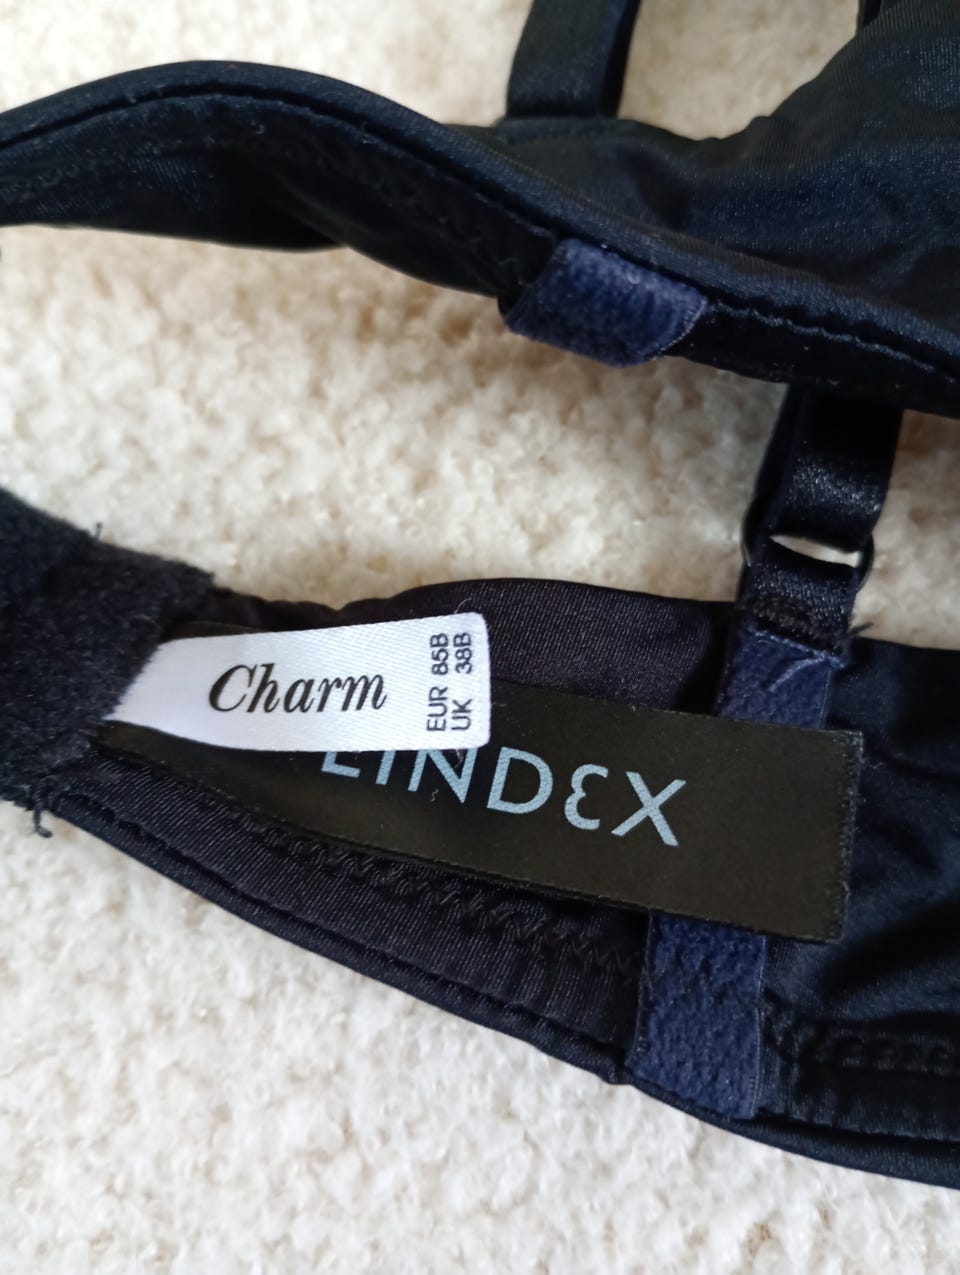 Charm
EUR 85B
UK 38B
LINDEX